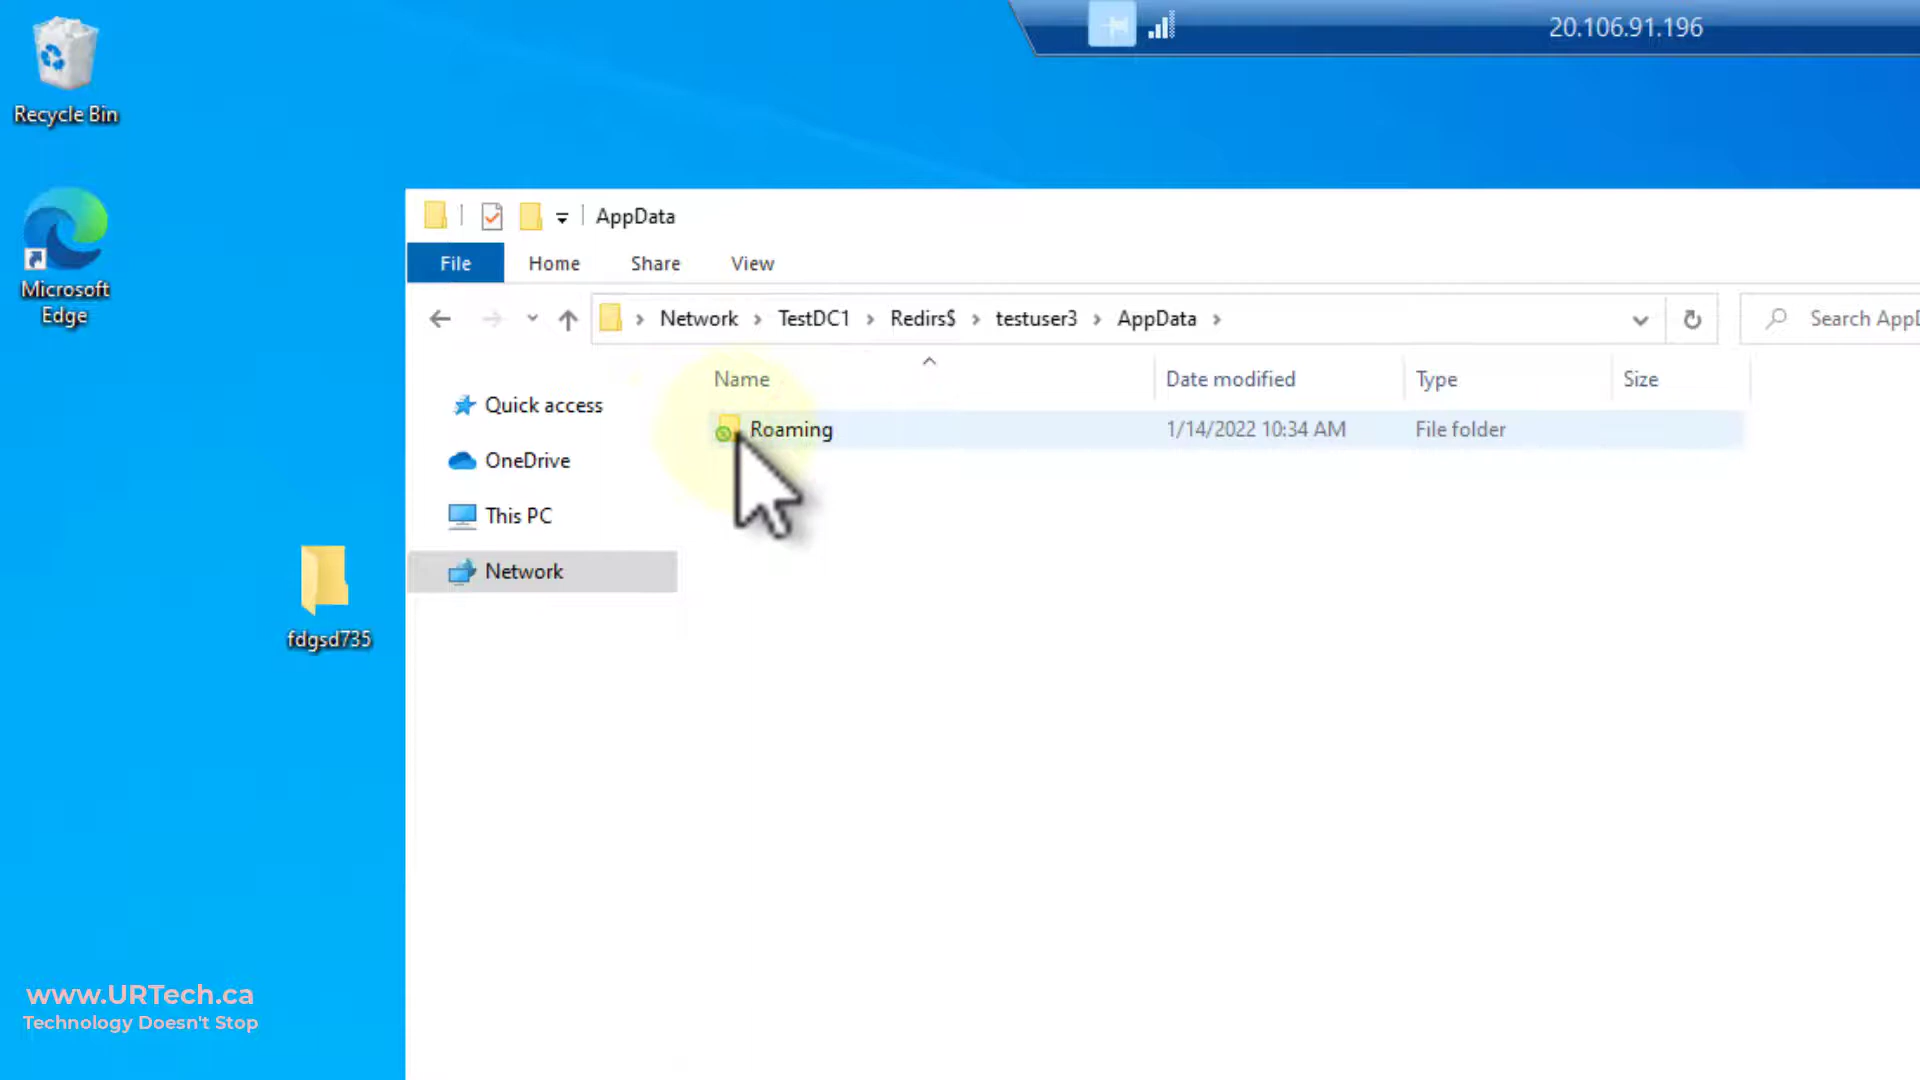 20.106.91.196
Recycle Bin
Microsoft
Edge
AppData
File
Home
Share
View
Network
TestDC1
Redirs$
testuser3
AppData
Search AppD
Name
Date modified
Type
Size
Quick access
Roaming
1/14/2022 10:34 AM
File folder
OneDrive
This PC
Network
fdgsd735
www.URTech.ca
Technology Doesn't Stop